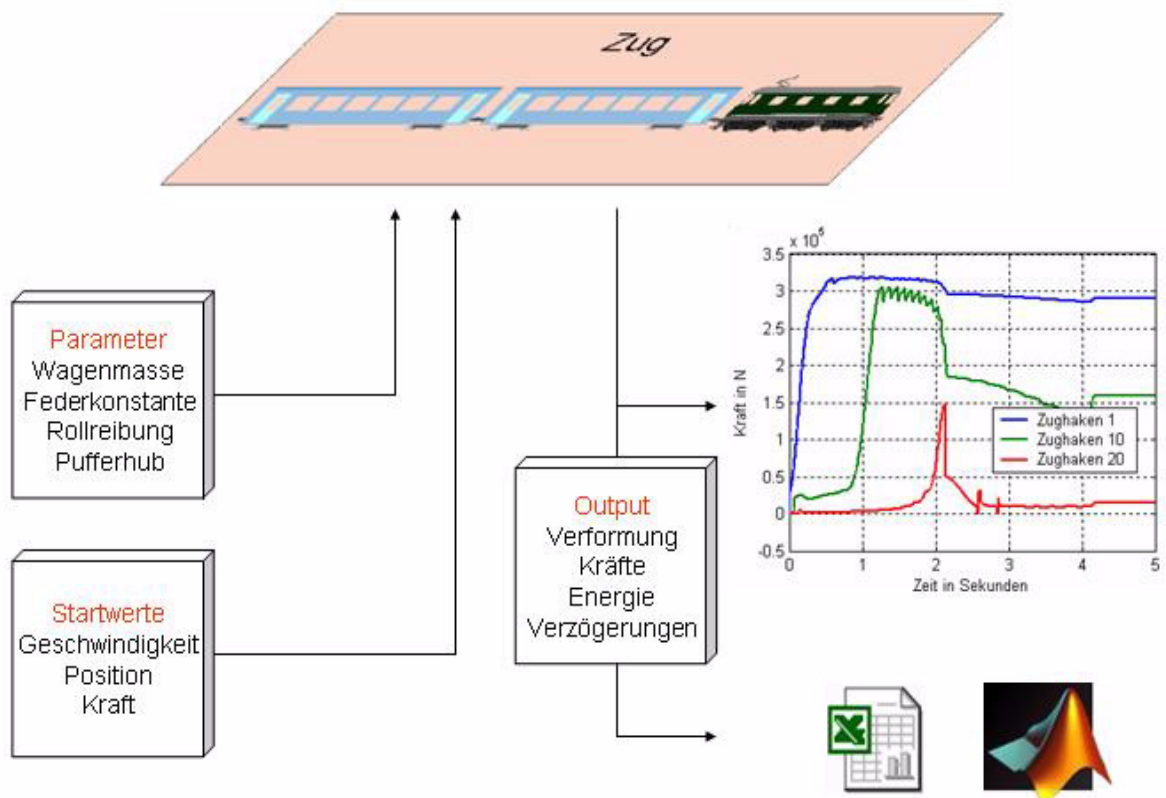 Zug
Parameter
Wagenmasse
Federkonstante
Rollreibung
Pufferhub
Startwerte
Geschwindigkeit
Position
Kraft
Output
Verformung
Kräfte
Energie
Verzögerungen
Kraft in N
3.5
3
2.5
2
1.5
1
0.5
0
-0.5
Zughaken 1
Zughaken 10
Zughaken 20
0 1 2 3 4 5
Zeit in Sekunden